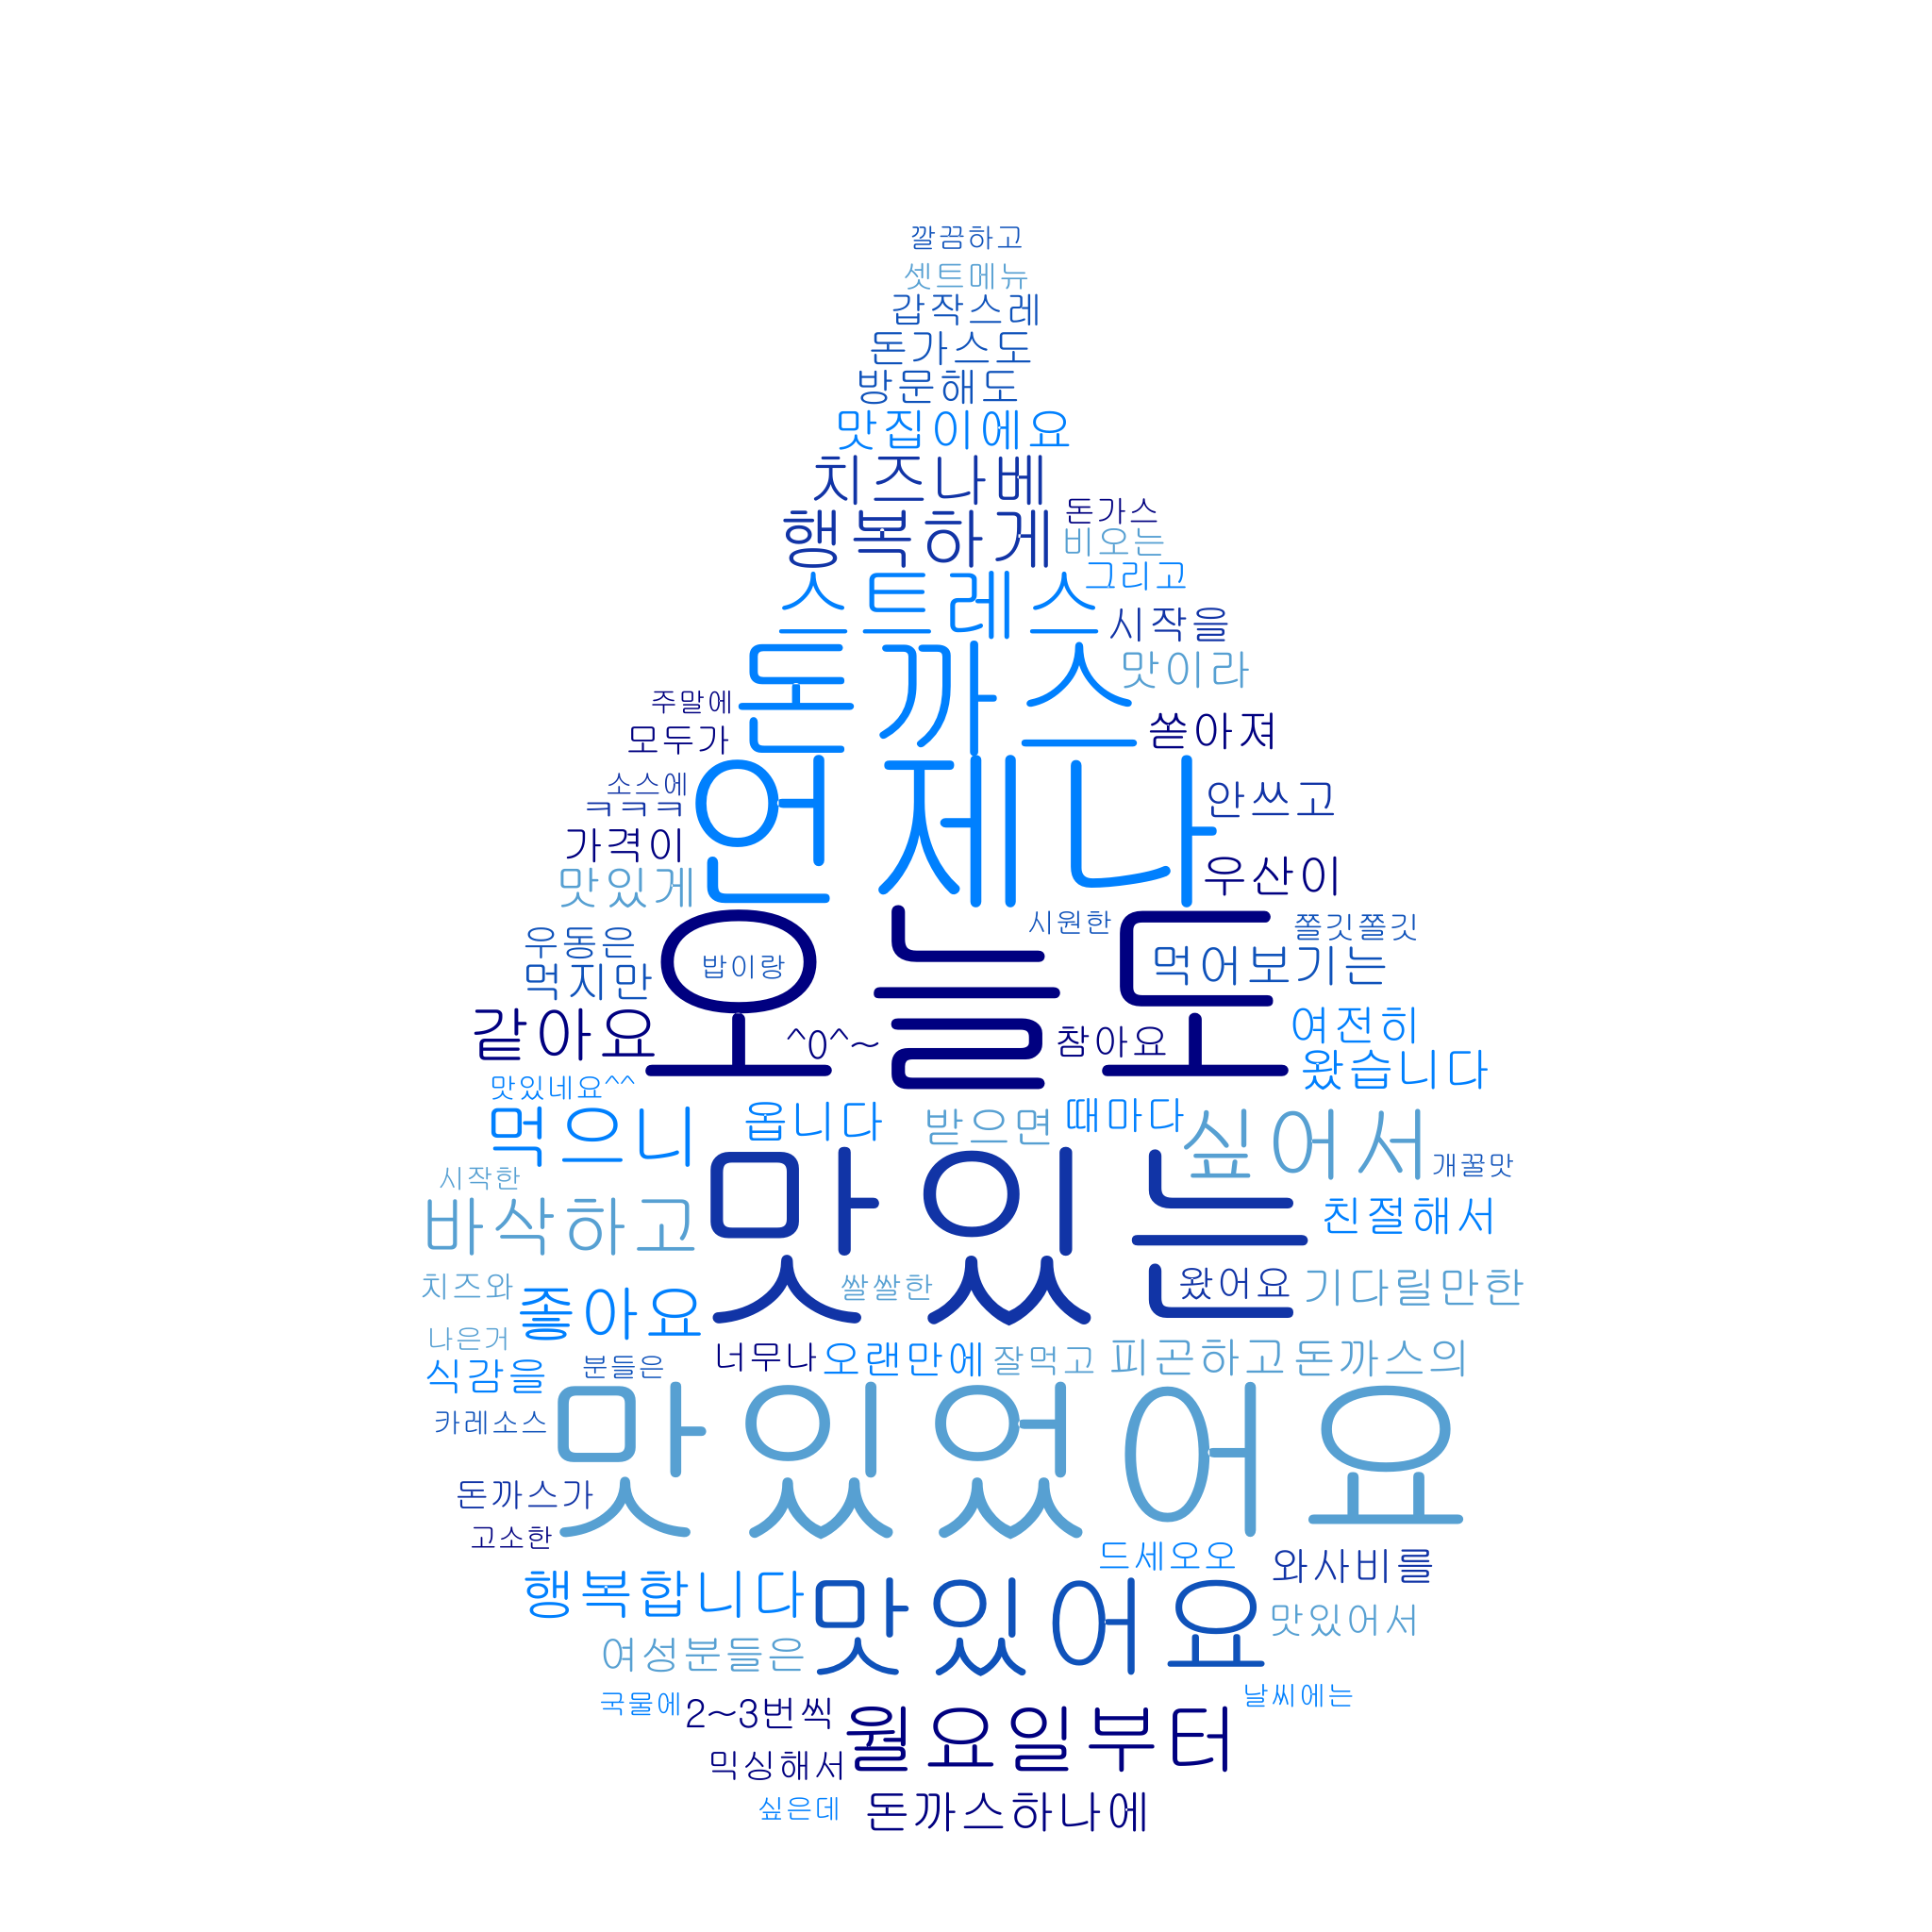 깔끔하고
셋트메뉴
갑작스레
돈가스도
방문해도
맛집이에요
치즈나베
행복하게 돈가스
비오는
그리고
스트레스 시작을
돈까스 맛이라
주말에
모두가 쏟아져
소스에
ㅋㅋㅋ
언제나 안쓰고
가격이 우산이
맛있게
오늘도 시원한 쫄깃쫄깃
우동은 밥이랑 먹어보기는
먹지만
같아요 ^0^~ 참아요 여전히
왔습니다
맛있네요^^
먹으니 옵니다 받으면 때마다 싶어서
개꿀맛
시작한
바삭하고 맛있는 친절해서
치즈와 좋아요 쌀쌀한 왔어요 기다릴만한
나은거
식감을 분들은 너무나 오랜만에 잘먹고 피곤하고 돈까스의
카레소스 맛있었어요
돈까스가
고소한
드세오오 와사비를
행복합니다 맛있어요 맛있어서
여성분들은
국물에 2~3번씩 월요일부터 날씨에는
믹싱해서
싶은데 돈까스하나에